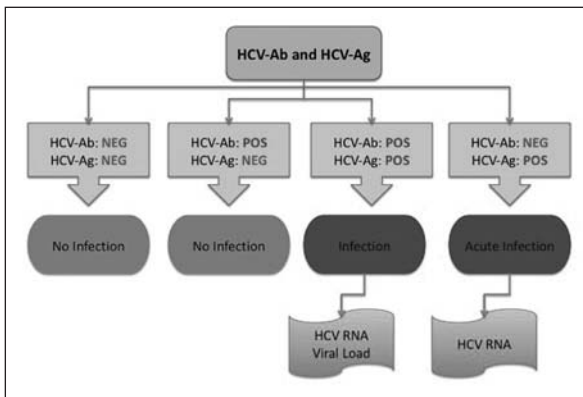 HCV-Ab and HCV-Ag
HCV-Ab: NEG
HCV-Ag: NEG
HCV-Ab: POS
HCV-Ag: NEG
HCV-Ab: POS
HCV-Ag: POS
HCV-Ab: NEG
HCV-Ag: POS
No Infection
No Infection
Infection
Acute Infection
HCV RNA
Viral Load
HCV RNA